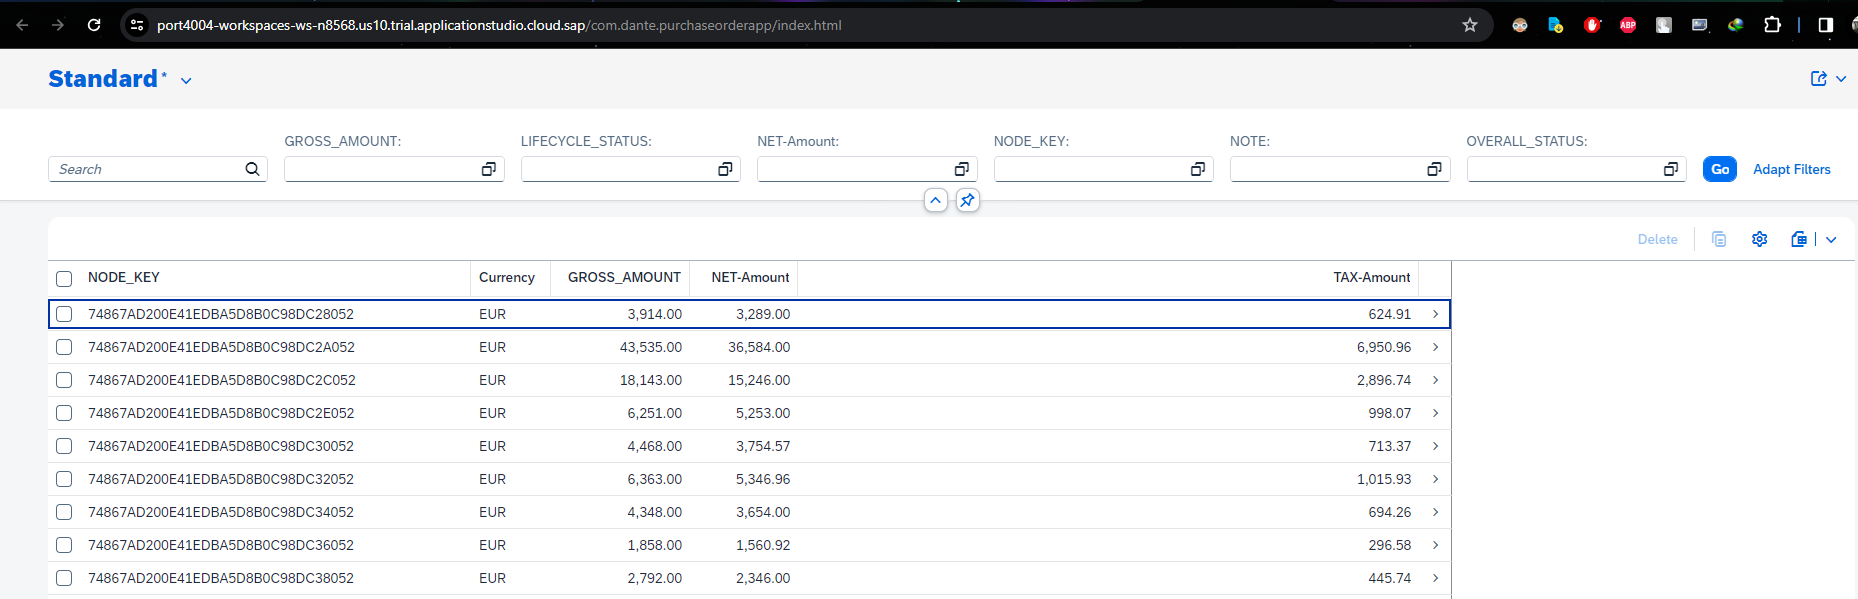 port4004-workspaces-ws-n8568.us10.trial.applicationstudio.cloud.sap/com.dante.purchaseorderapp/index.html
ABP
Standard*
Search
GROSS_AMOUNT:
LIFECYCLE_STATUS:
NET-Amount:
NODE_KEY:
NOTE:
OVERALL_STATUS:
Go
Adapt Filters
Delete
NODE_KEY Currency GROSS_AMOUNT NET-Amount TAX-Amount
74867AD200E41EDBA5D8B0C98DC28052 EUR 3,914.00 3,289.00 624.91
74867AD200E41EDBA5D8B0C98DC2A052 EUR 43,535.00 36,584.00 6,950.96
74867AD200E41EDBA5D8B0C98DC2C052 EUR 18,143.00 15,246.00 2,896.74
74867AD200E41EDBA5D8B0C98DC2E052 EUR 6,251.00 5,253.00 998.07
74867AD200E41EDBA5D8B0C98DC30052 EUR 4,468.00 3,754.57 713.37
74867AD200E41EDBA5D8B0C98DC32052 EUR 6,363.00 5,346.96 1,015.93
74867AD200E41EDBA5D8B0C98DC34052 EUR 4,348.00 3,654.00 694.26
74867AD200E41EDBA5D8B0C98DC36052 EUR 1,858.00 1,560.92 296.58
74867AD200E41EDBA5D8B0C98DC38052 EUR 2,792.00 2,346.00 445.74